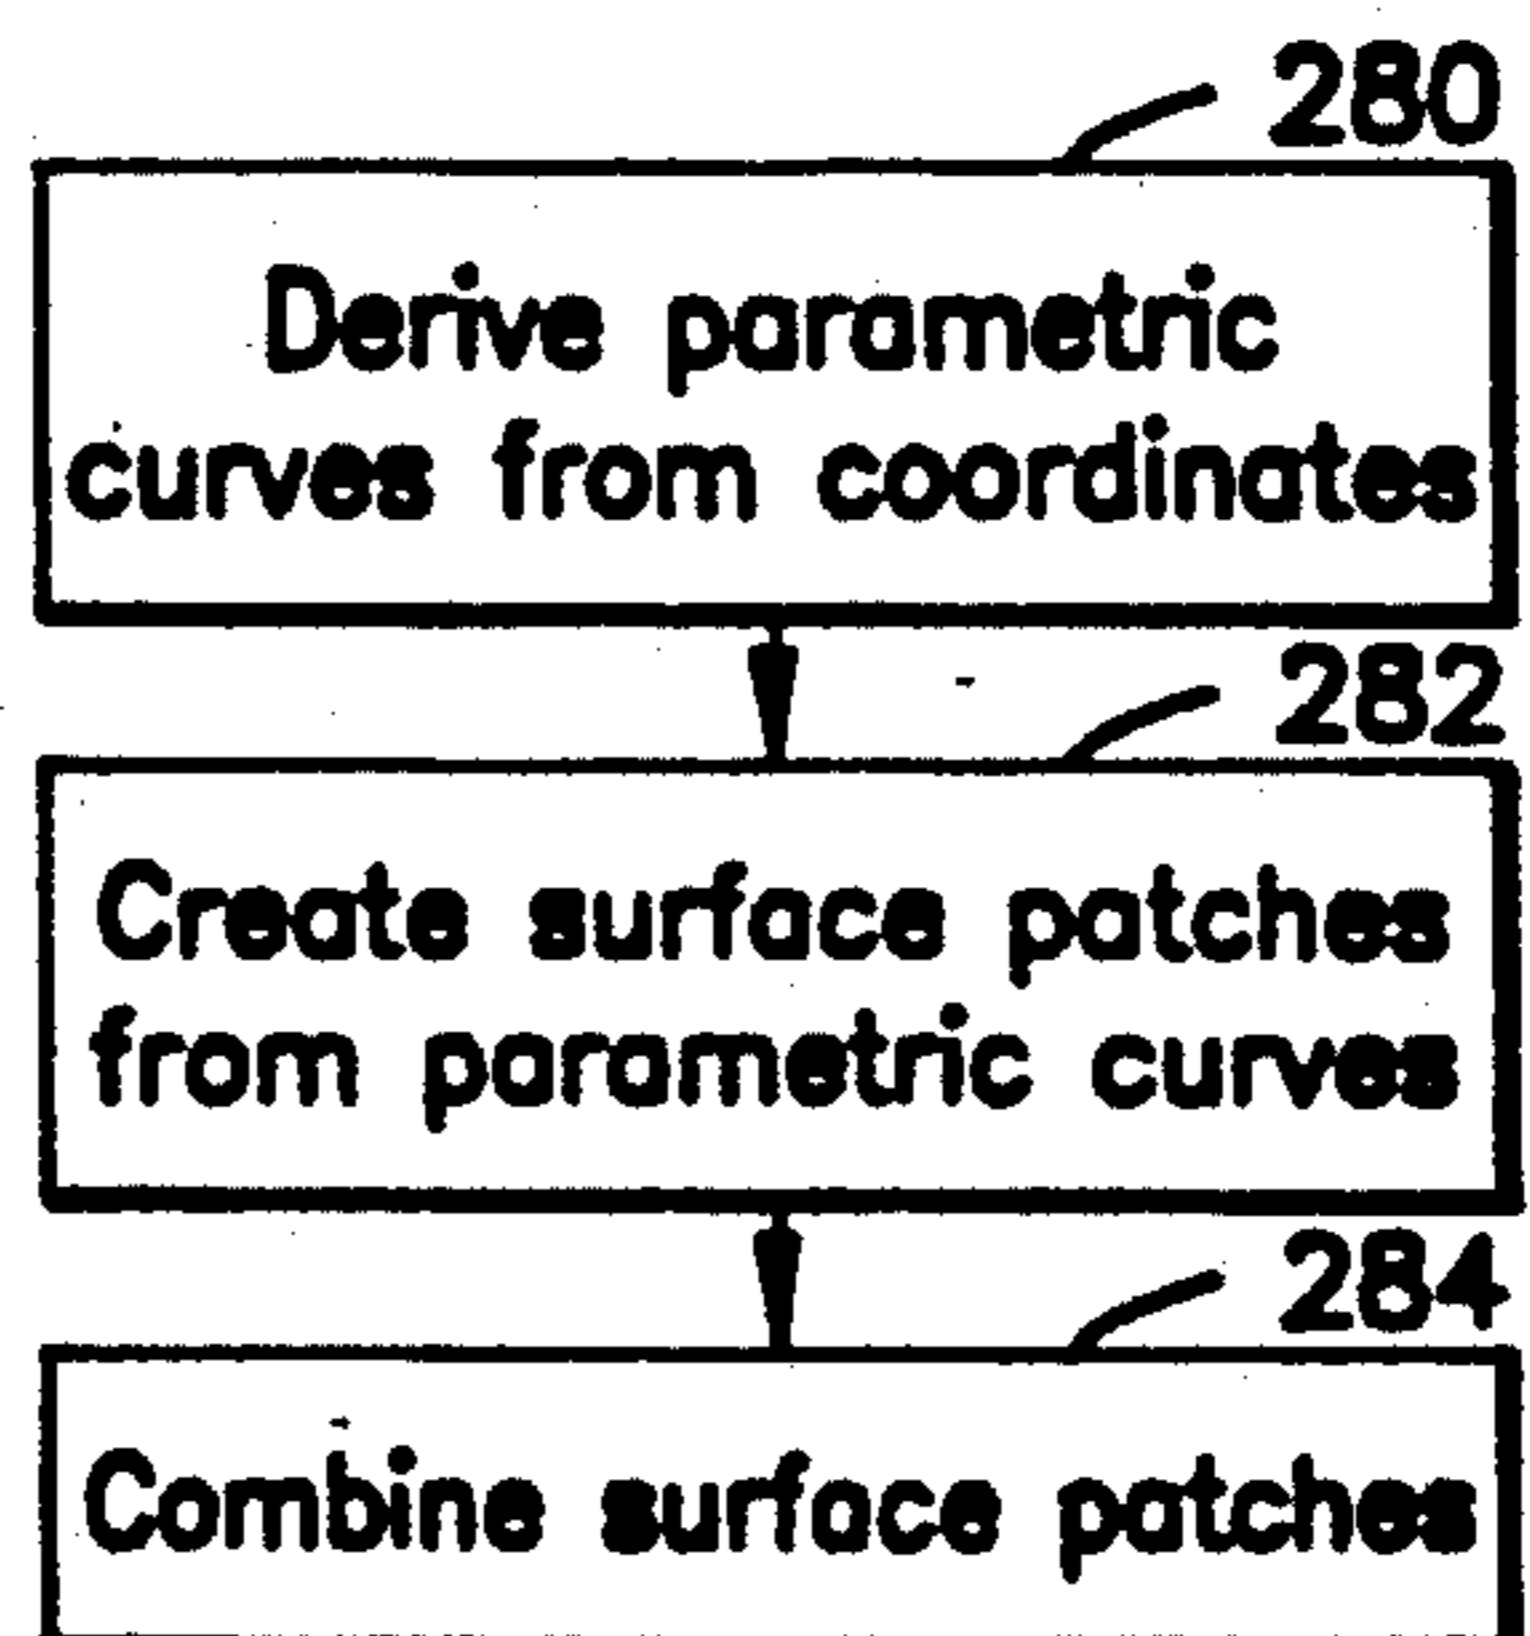 280
Derive parametric
curves from coordinates
282
Create surface patches
from parametric curves
284
Combine surface patches